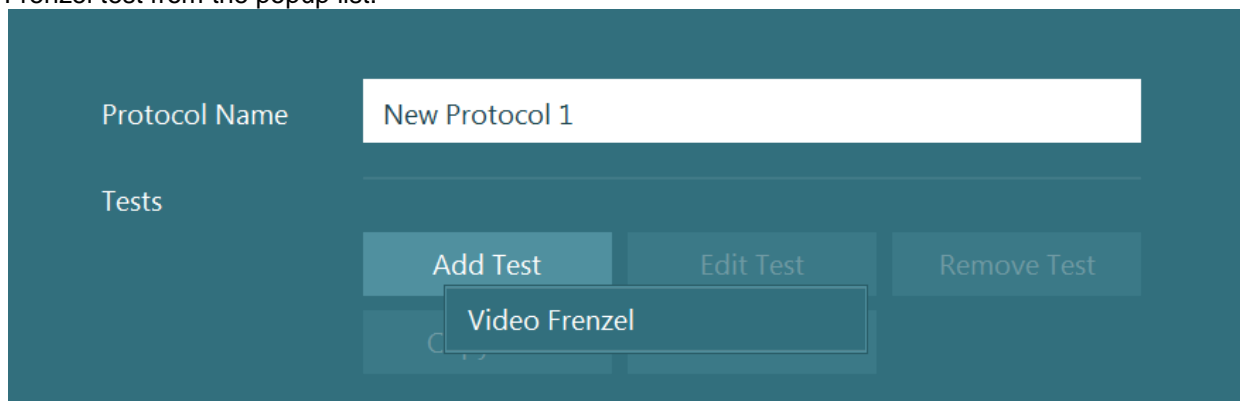 Frenzel test from the popup list.
Protocol Name
New Protocol 1
Tests
Add Test
Edit Test
Remove Test
Video Frenzel